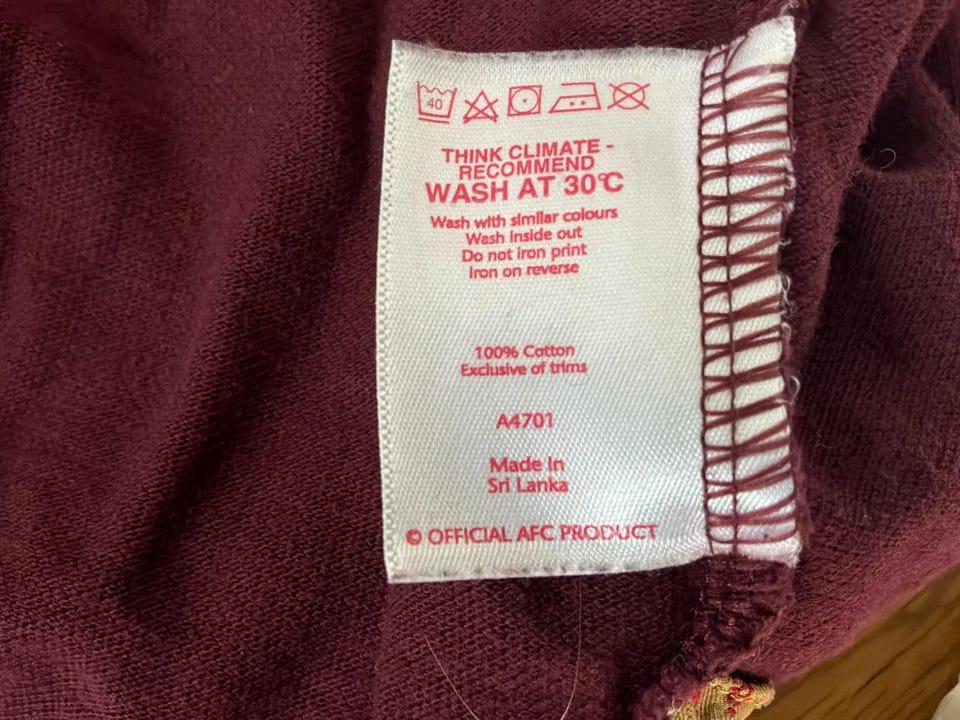 40
THINK CLIMATE -
RECOMMEND
WASH AT 30°C
Wash with similar colours
Wash inside out
Do not iron print
Iron on reverse
100% Cotton
Exclusive of trims
A4701
Made in
Sri Lanka
© OFFICIAL AFC PRODUCT